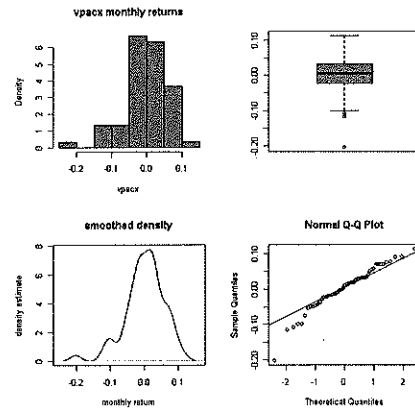 vpacx monthly returns
Density
0 1 2 3 4 5 6
-0.2 -0.1 0.0 0.1
vpacx
-0.20 -0.10 0.00 0.10
smoothed density
density estimate
0 2 4 6 8
-0.2 -0.1 0.0 0.1
monthly return
Normal Q-Q Plot
Sample Quantiles
-0.20 -0.10 0.00 0.10
-2 -1 0 1 2
Theoretical Quantiles